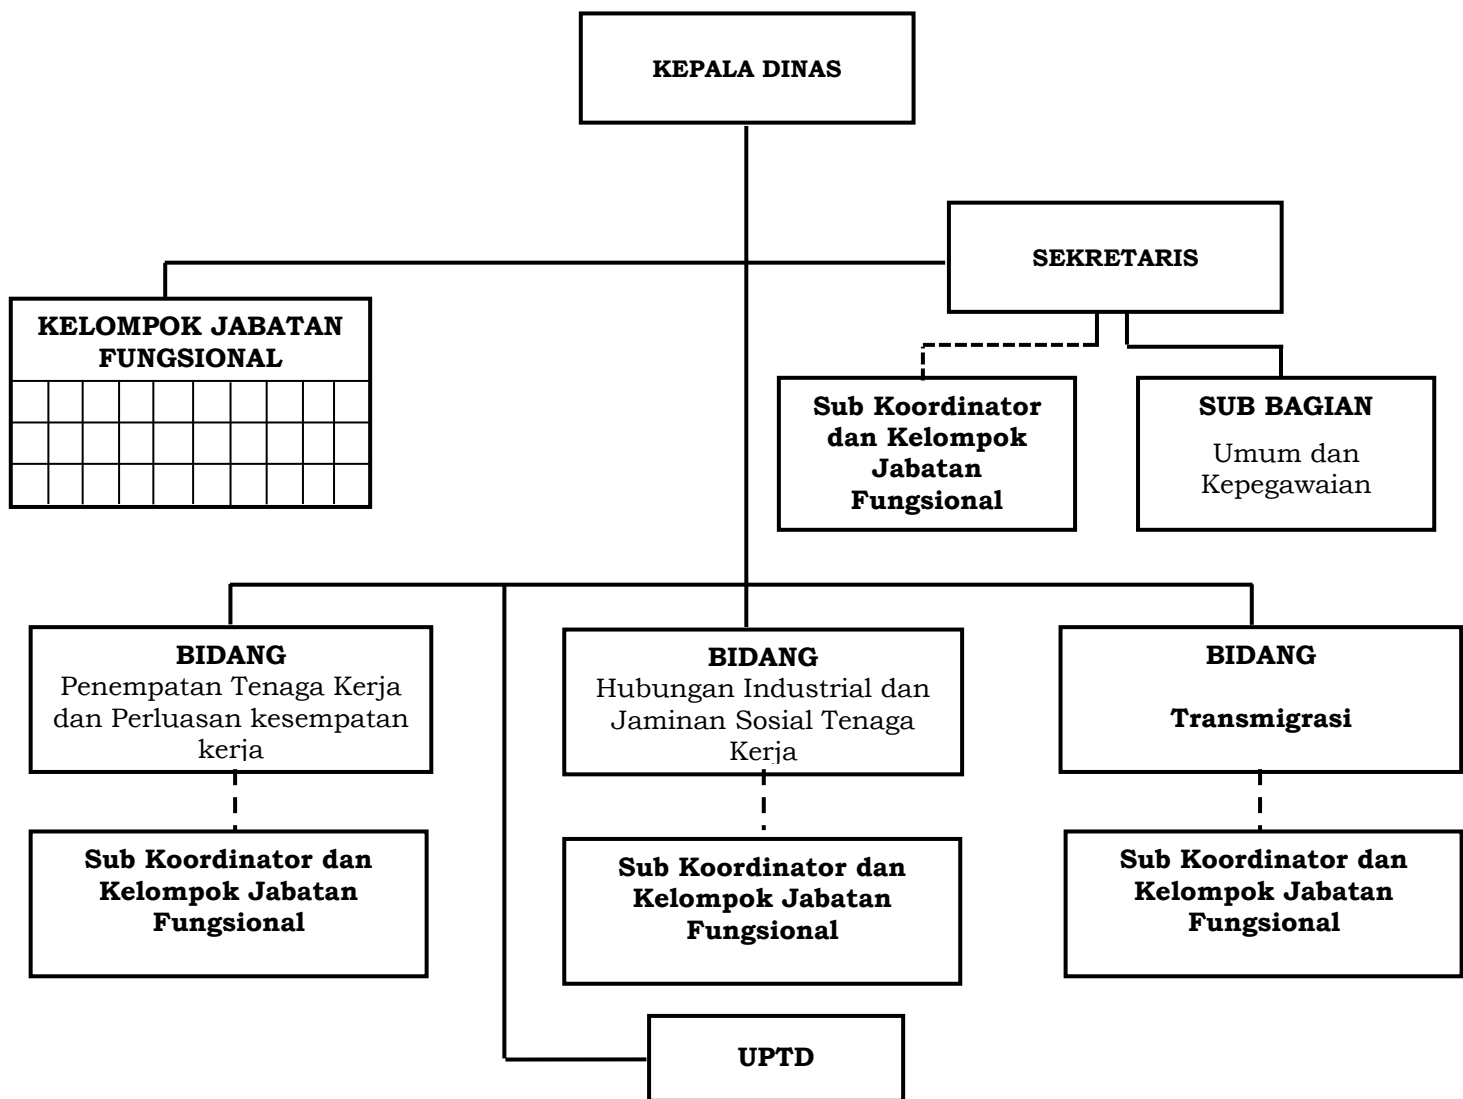 KEPALA DINAS
SEKRETARIS
KELOMPOK JABATAN
FUNGSIONAL
Sub Koordinator
dan Kelompok
Jabatan
Fungsional
SUB BAGIAN
Umum dan
Kepegawaian
BIDANG
Penempatan Tenaga Kerja
dan Perluasan kesempatan
kerja
BIDANG
Hubungan Industrial dan
Jaminan Sosial Tenaga
Kerja
BIDANG
Transmigrasi
Sub Koordinator dan
Kelompok Jabatan
Fungsional
Sub Koordinator dan
Kelompok Jabatan
Fungsional
Sub Koordinator dan
Kelompok Jabatan
Fungsional
UPTD